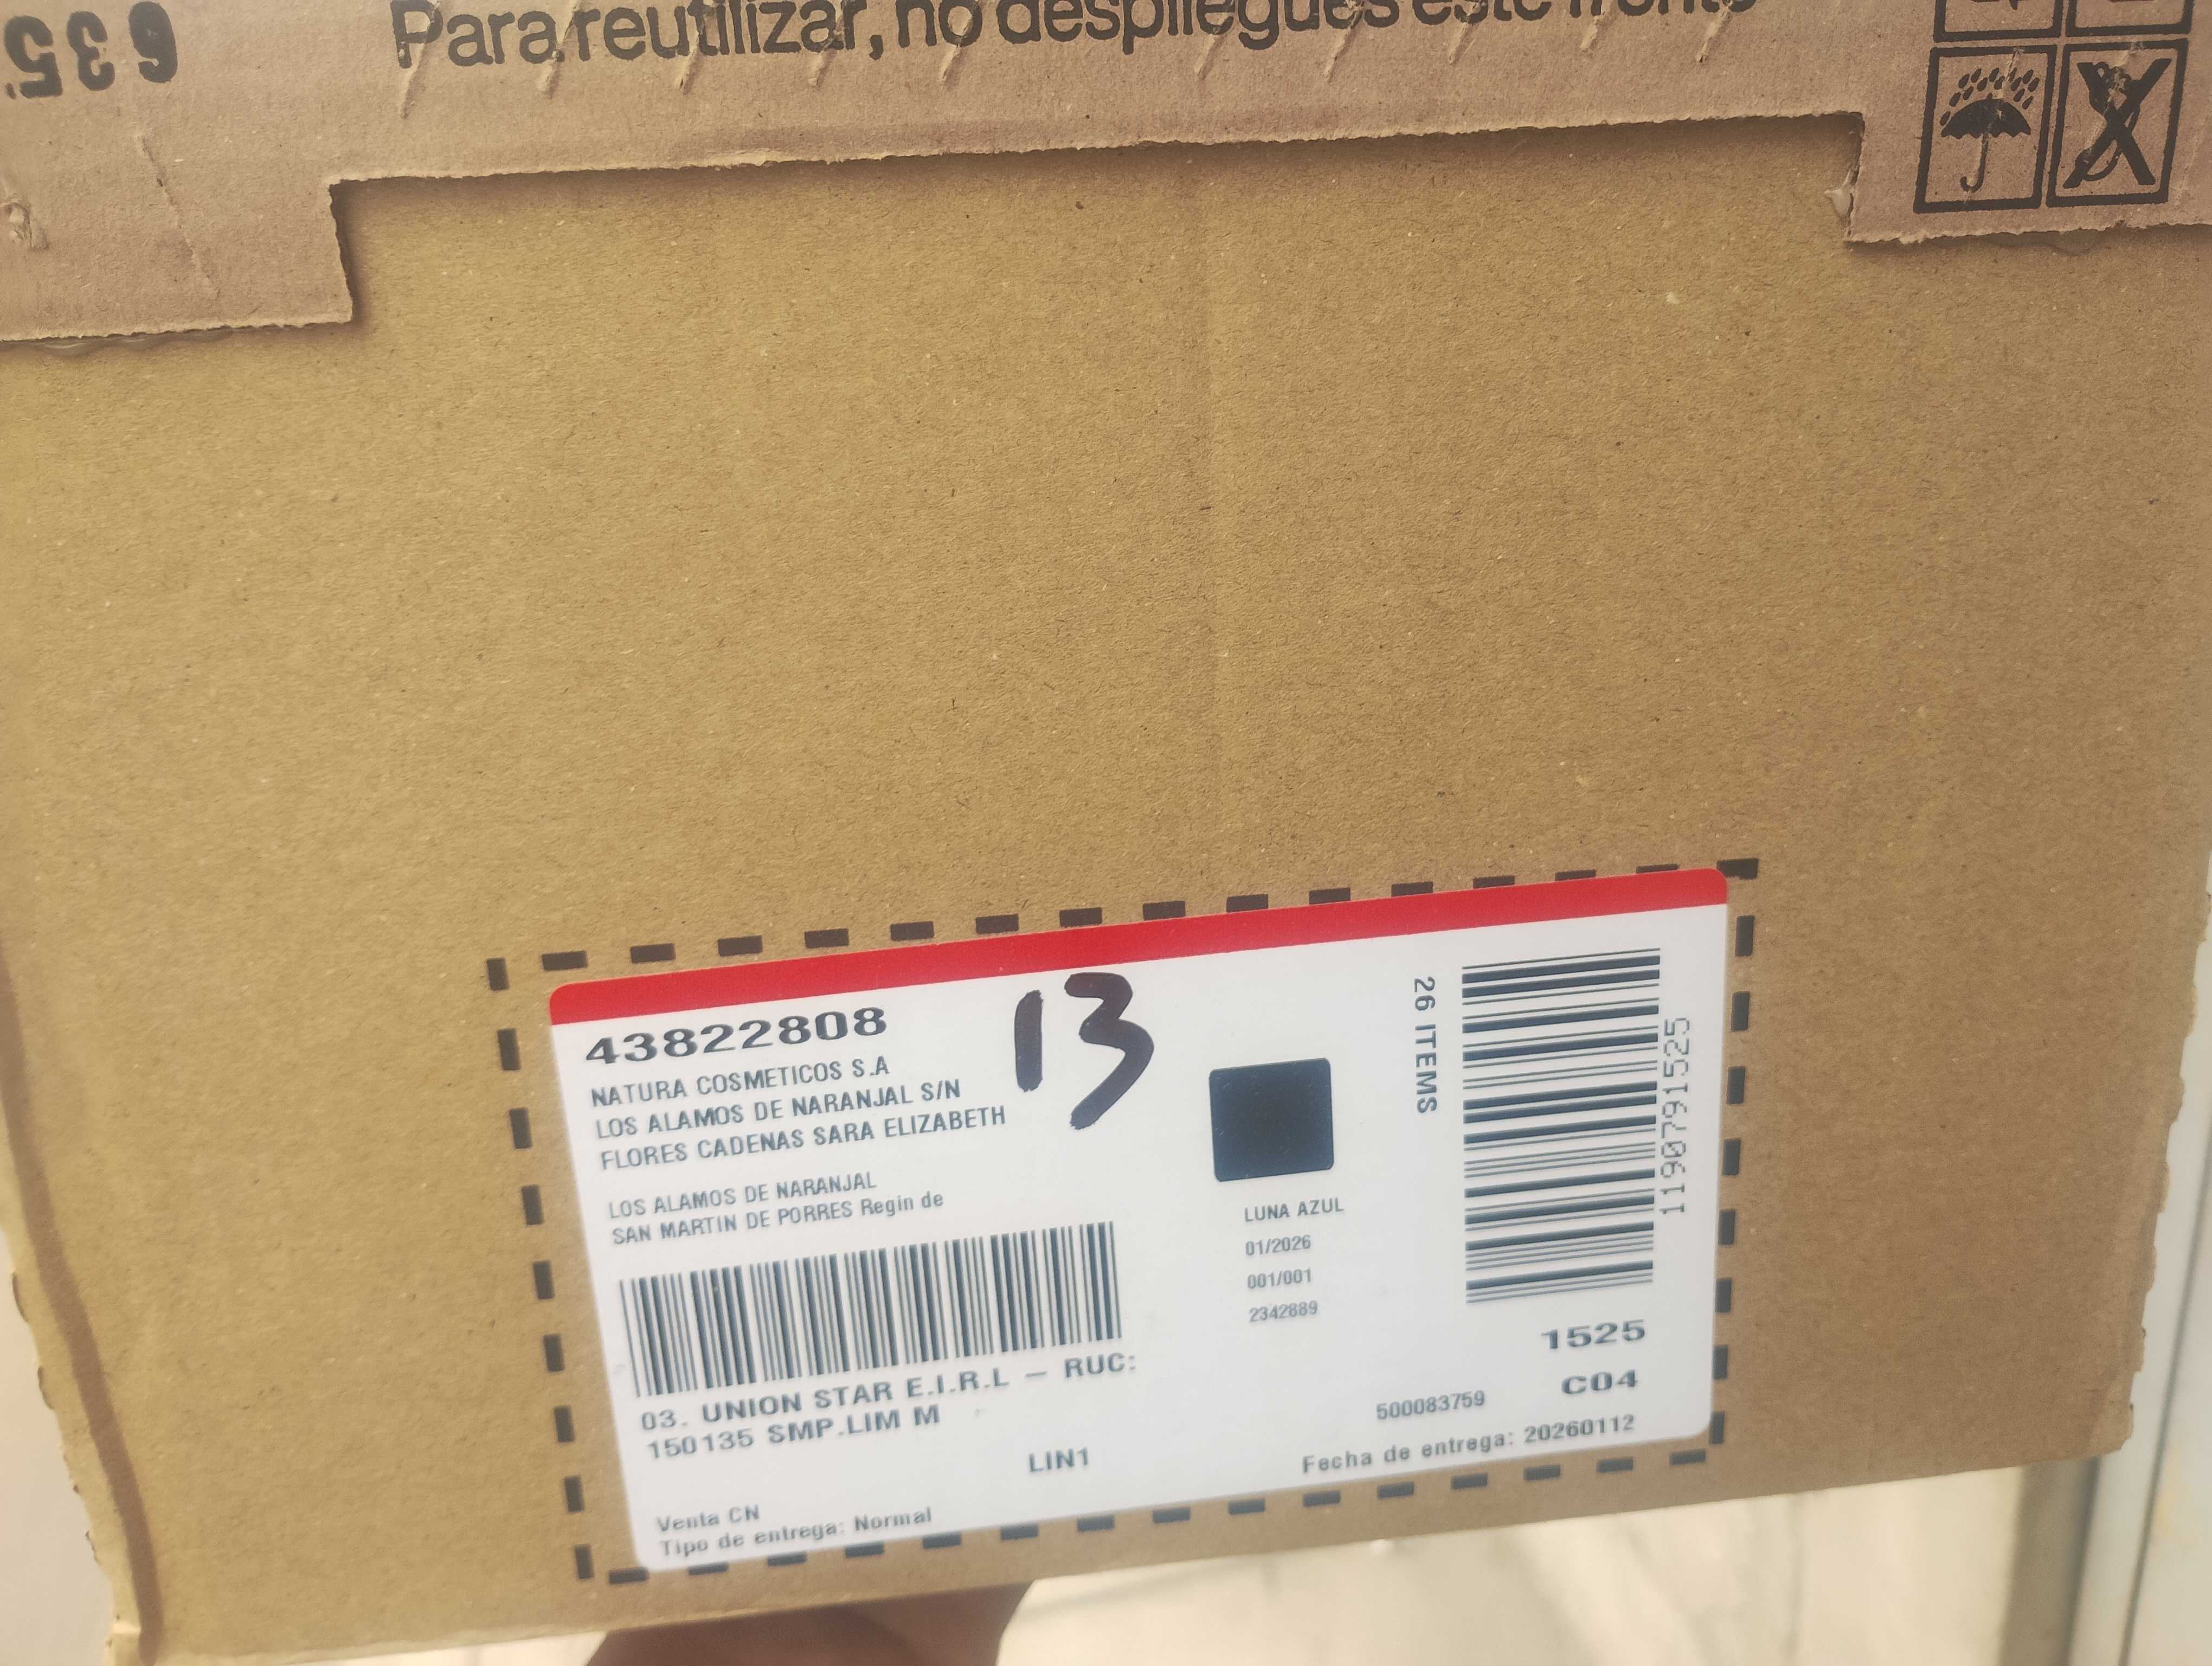 635
Para reutilizar, no despliegues este frente
43822808
13
NATURA COSMETICOS S.A
LOS ALAMOS DE NARANJAL S/N
FLORES CADENAS SARA ELIZABETH
LOS ALAMOS DE NARANJAL
SAN MARTIN DE PORRES Regin de
03. UNION STAR E.I.R.L – RUC:
150135 SMP.LIM M
LIN1
Venta CN
Tipo de entrega: Normal
LUNA AZUL
01/2026
001/001
2342889
26 ITEMS
1190791525
1525
C04
500083759
Fecha de entrega: 20260112